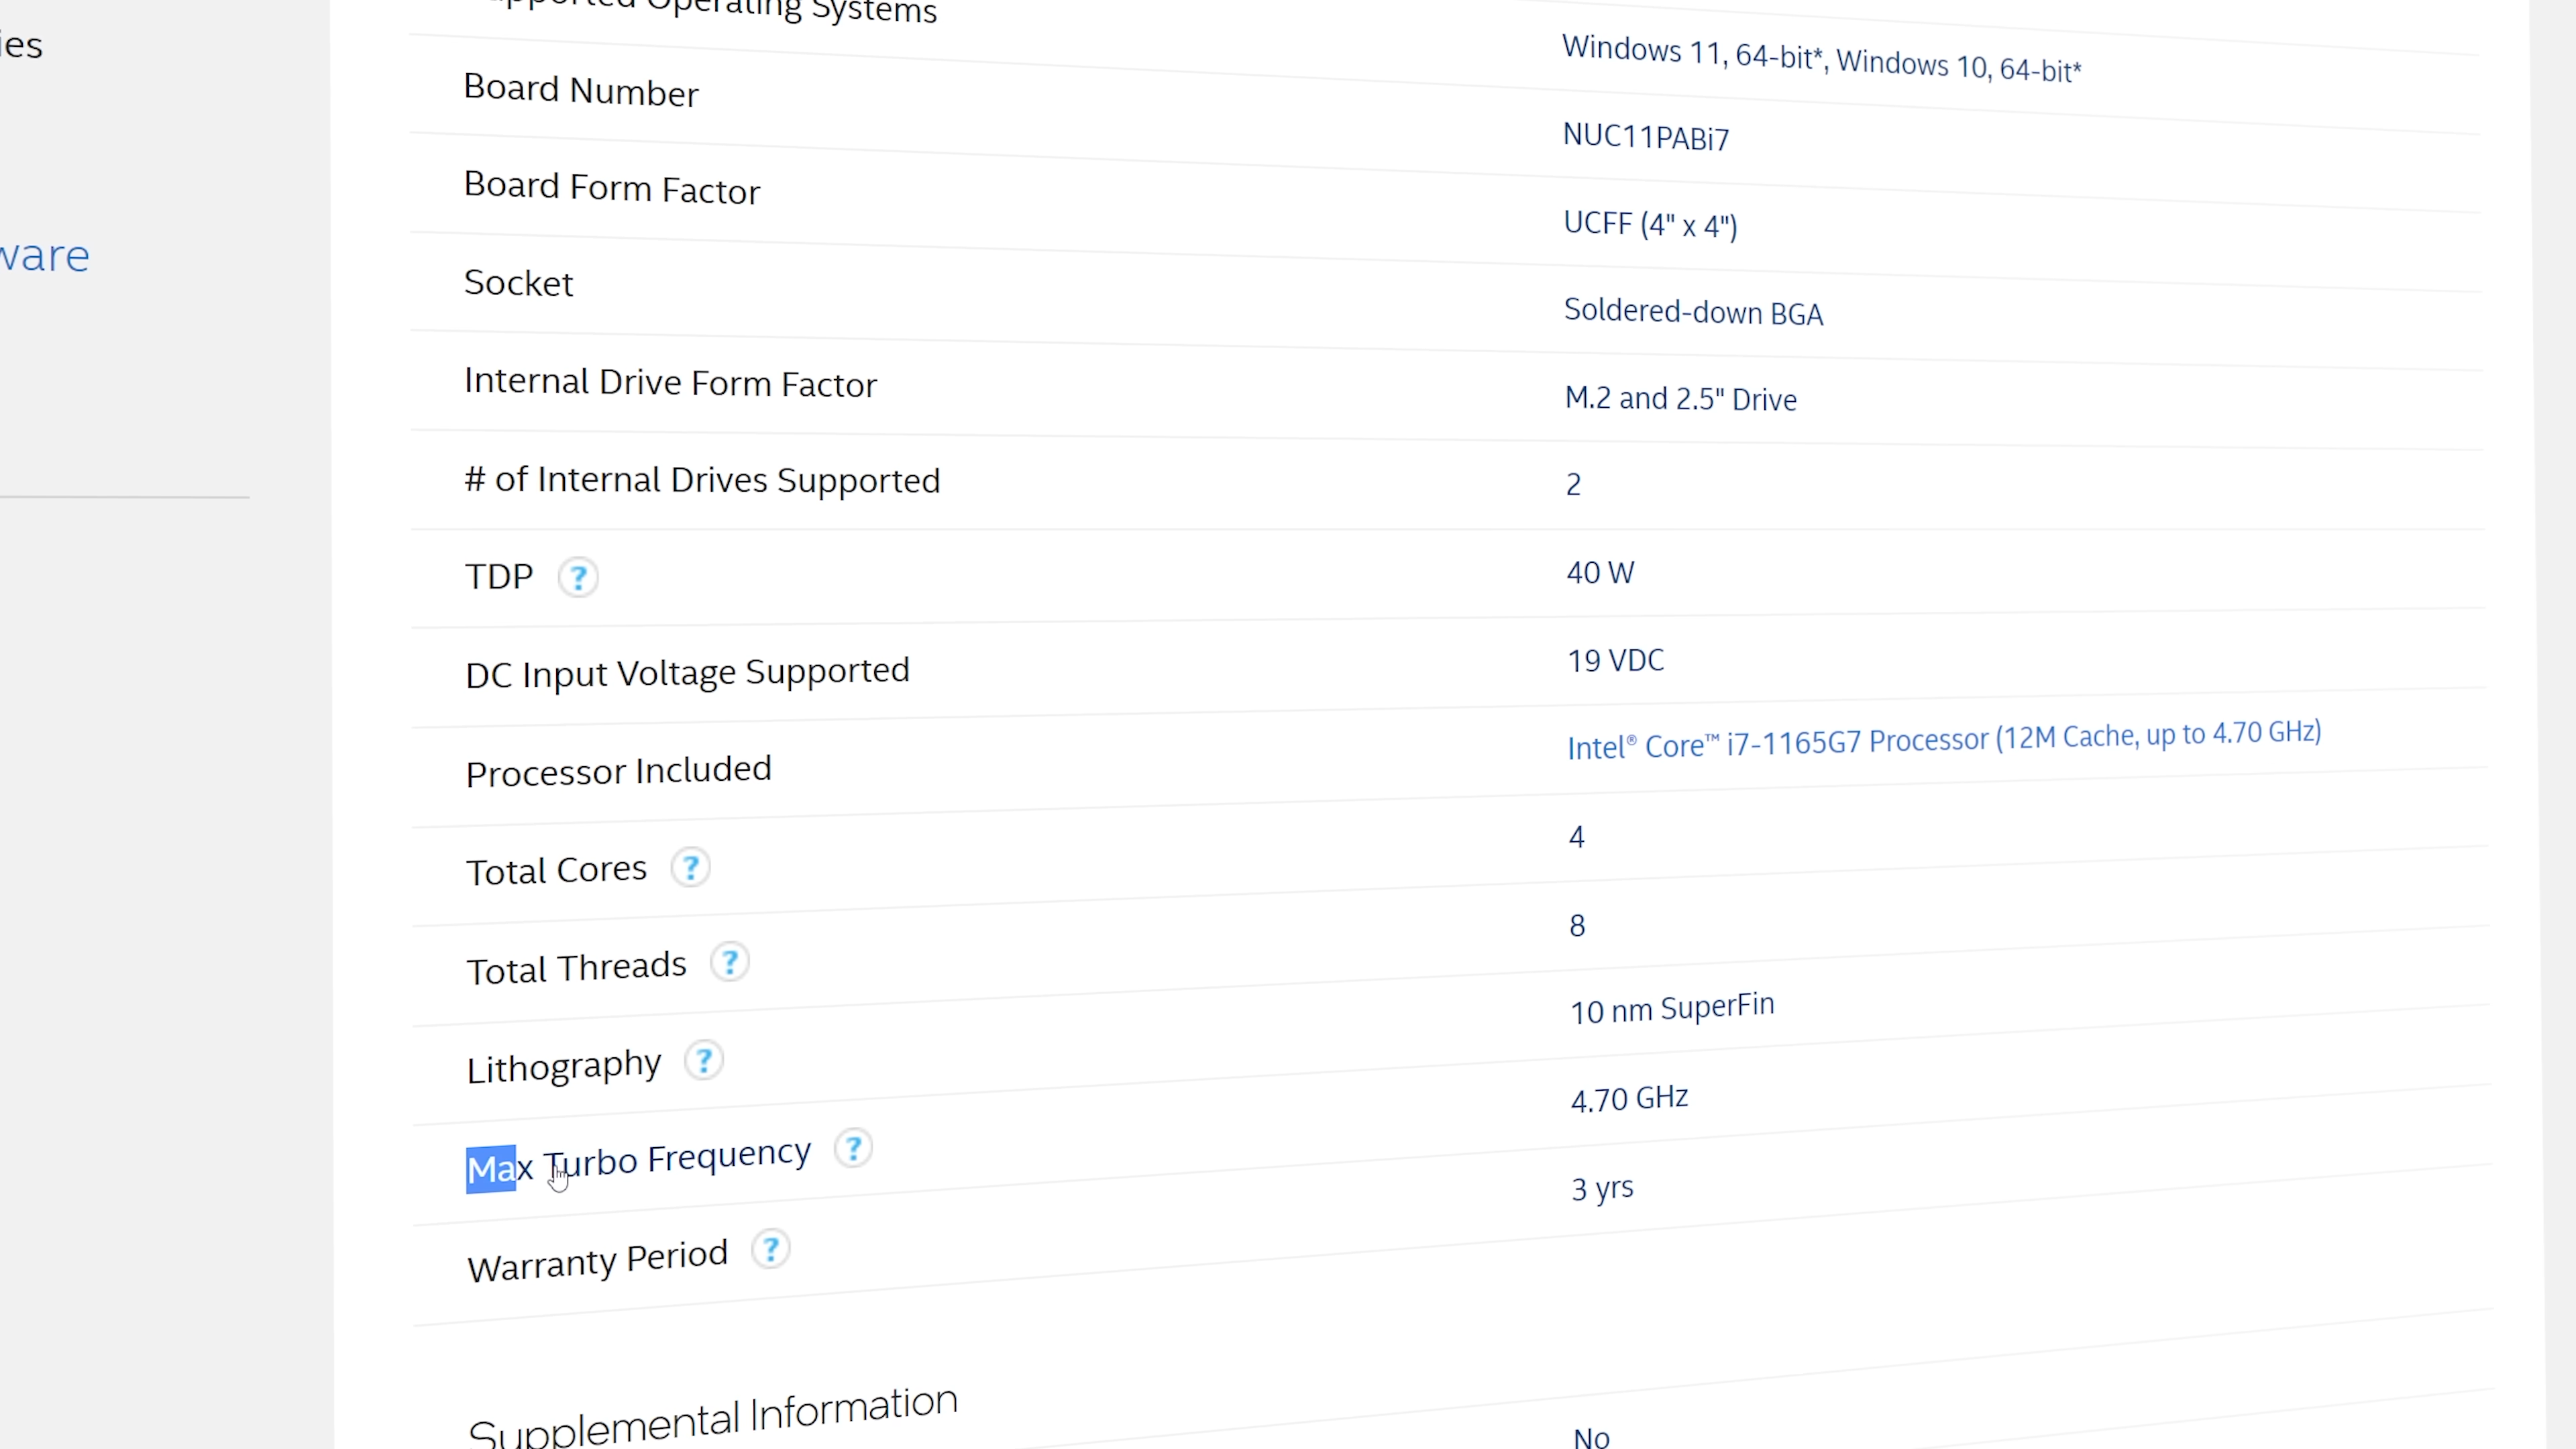 ies
ware
Supported Operating Systems
Windows 11, 64-bit*, Windows 10, 64-bit*
Board Number
NUC11PABi7
Board Form Factor
UCFF (4" x 4")
Socket
Soldered-down BGA
Internal Drive Form Factor
M.2 and 2.5" Drive
# of Internal Drives Supported
2
TDP ?
40 W
DC Input Voltage Supported
19 VDC
Processor Included
Intel® Core™ i7-1165G7 Processor (12M Cache, up to 4.70 GHz)
Total Cores ?
4
Total Threads ?
8
Lithography ?
10 nm SuperFin
Max Turbo Frequency ?
4.70 GHz
Warranty Period ?
3 yrs
Supplemental Information
No